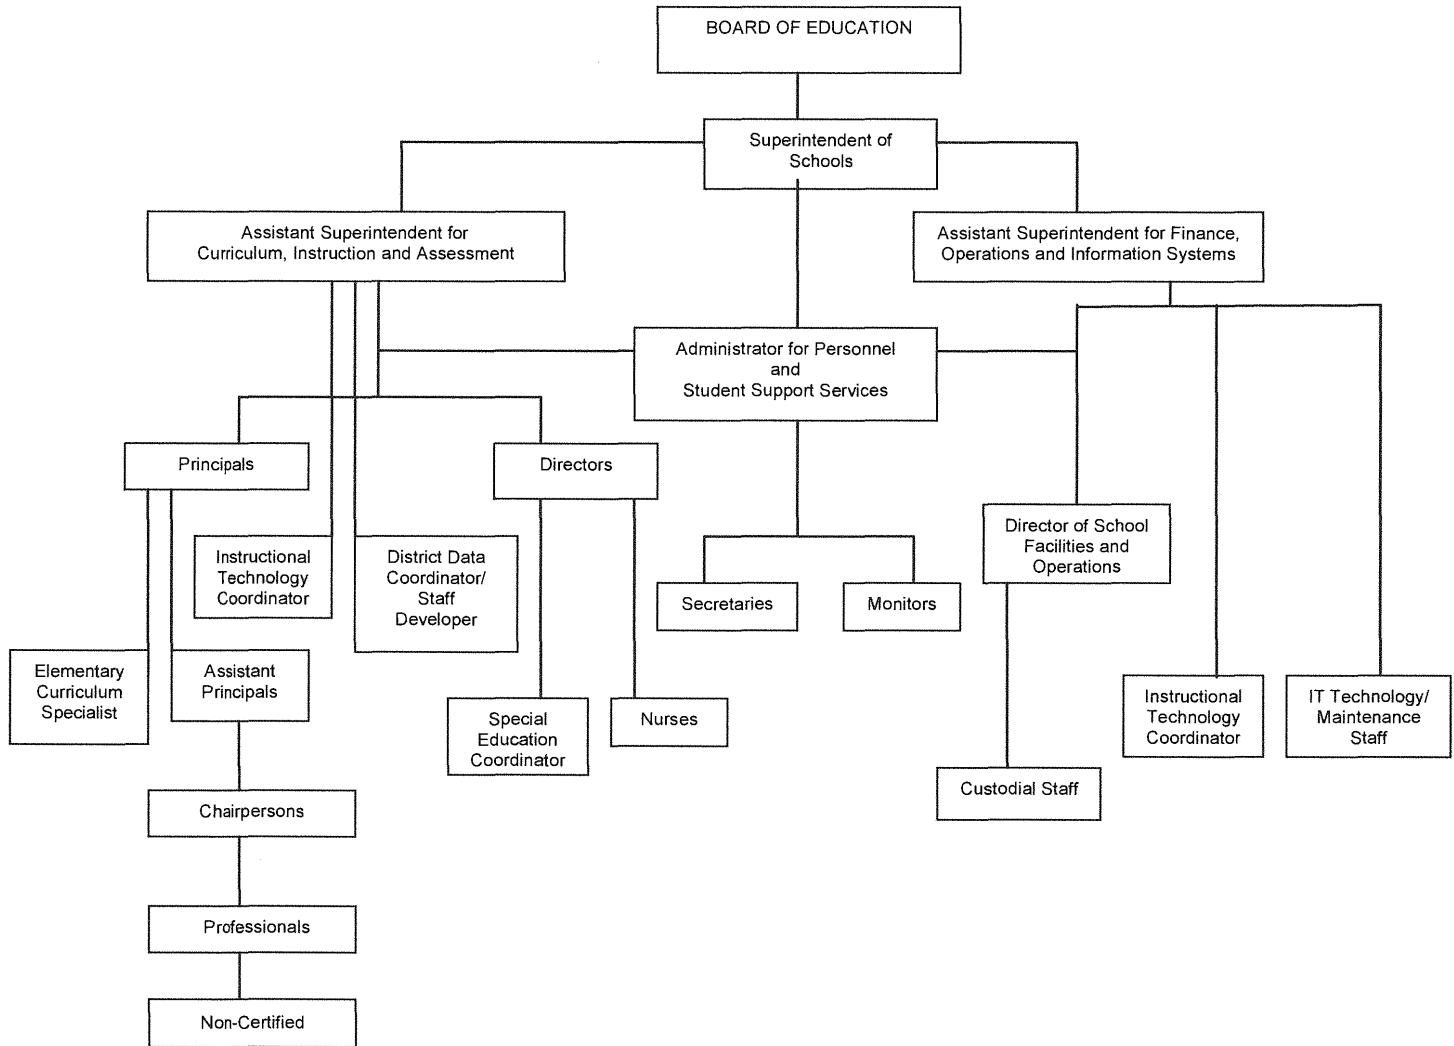 BOARD OF EDUCATION
Superintendent of
Schools
Assistant Superintendent for
Curriculum, Instruction and Assessment
Assistant Superintendent for Finance,
Operations and Information Systems
Administrator for Personnel
and
Student Support Services
Principals
Directors
Instructional
Technology
Coordinator
District Data
Coordinator/
Staff
Developer
Director of School
Facilities and
Operations
Secretaries
Monitors
Elementary
Curriculum
Specialist
Assistant
Principals
Special
Education
Coordinator
Nurses
Instructional
Technology
Coordinator
IT Technology/
Maintenance
Staff
Custodial Staff
Chairpersons
Professionals
Non-Certified